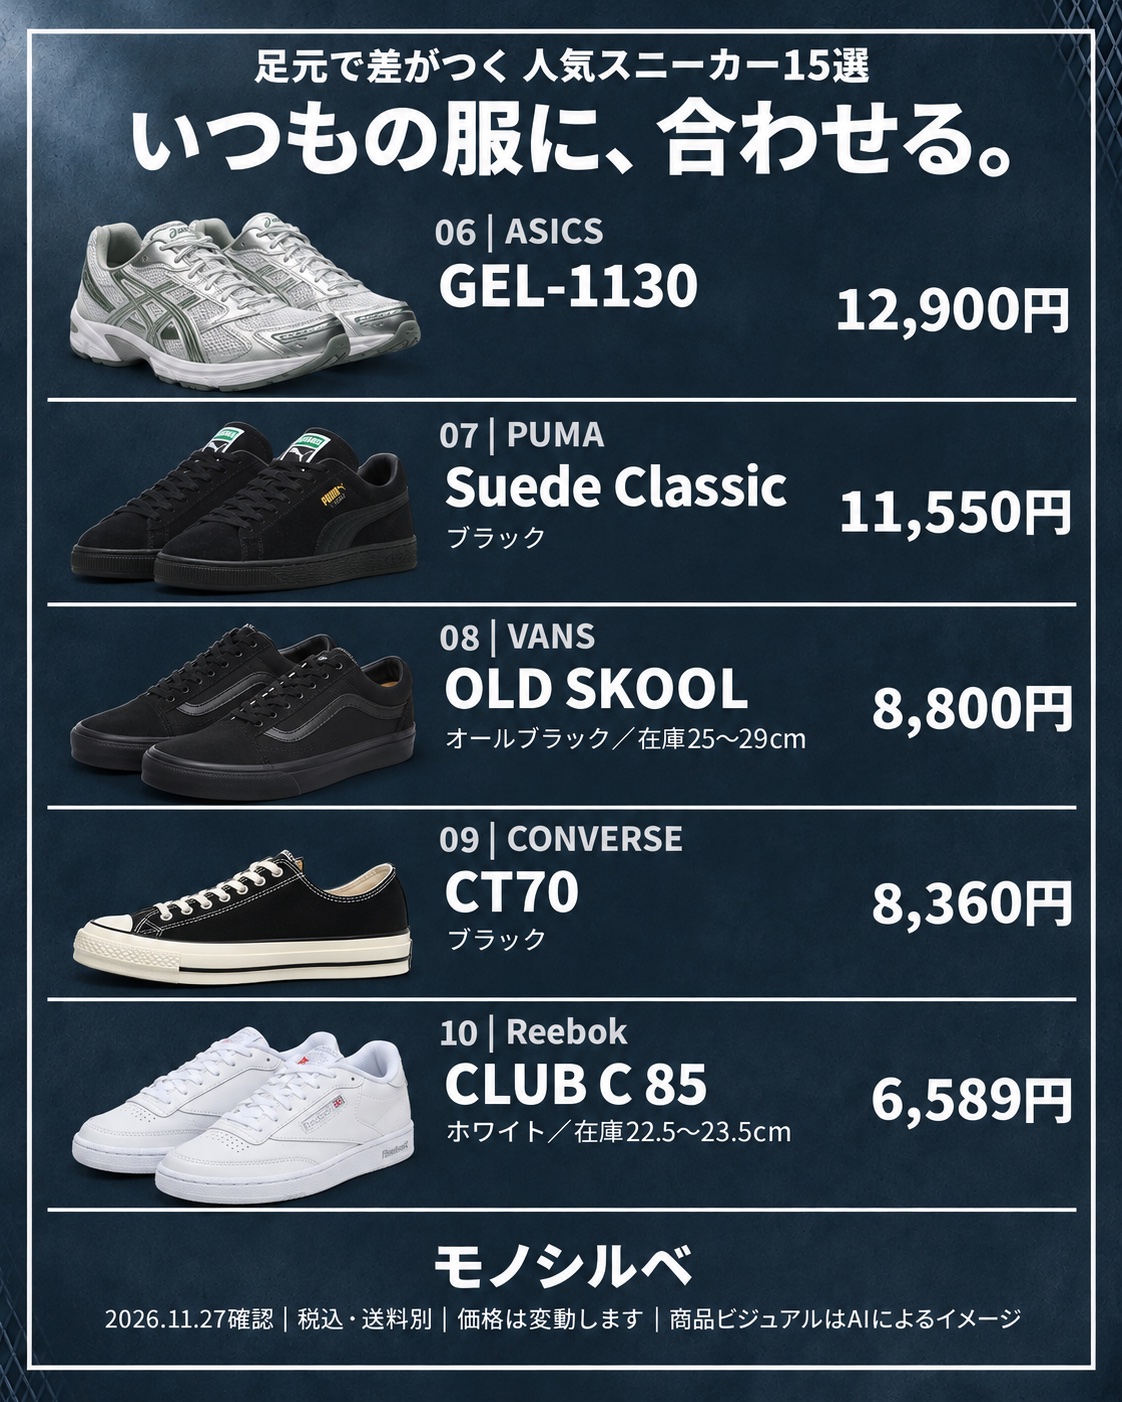 足元で差がつく 人気スニーカー15選
いつもの服に、合わせる。
06 | ASICS
GEL-1130
12,900円
07 | PUMA
Suede Classic
ブラック
11,550円
08 | VANS
OLD SKOOL
オールブラック／在庫25〜29cm
8,800円
09 | CONVERSE
CT70
ブラック
8,360円
10 | Reebok
CLUB C 85
ホワイト／在庫22.5〜23.5cm
6,589円
モノシルベ
2026.11.27確認 | 税込・送料別 | 価格は変動します | 商品ビジュアルはAIによるイメージ